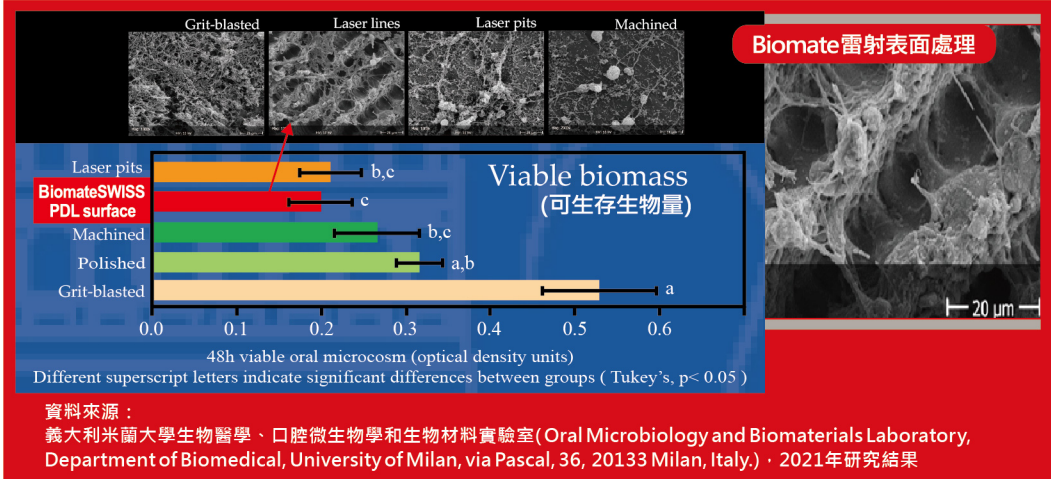 Grit-blasted
Laser lines
Laser pits
Machined
Biomate雷射表面處理
Viable biomass
(可生存生物量)
Laser pits
b,c
BiomateSWISS
PDL surface
c
Machined
b,c
Polished
a,b
Grit-blasted
a
0.0 0.1 0.2 0.3 0.4 0.5 0.6
48h viable oral microcosm (optical density units)
Different superscript letters indicate significant differences between groups ( Tukey's, p< 0.05 )
20 µm
資料來源：
義大利米蘭大學生物醫學、口腔微生物學和生物材料實驗室( Oral Microbiology and Biomaterials Laboratory,
Department of Biomedical, University of Milan, via Pascal, 36, 20133 Milan, Italy.)，2021年研究結果